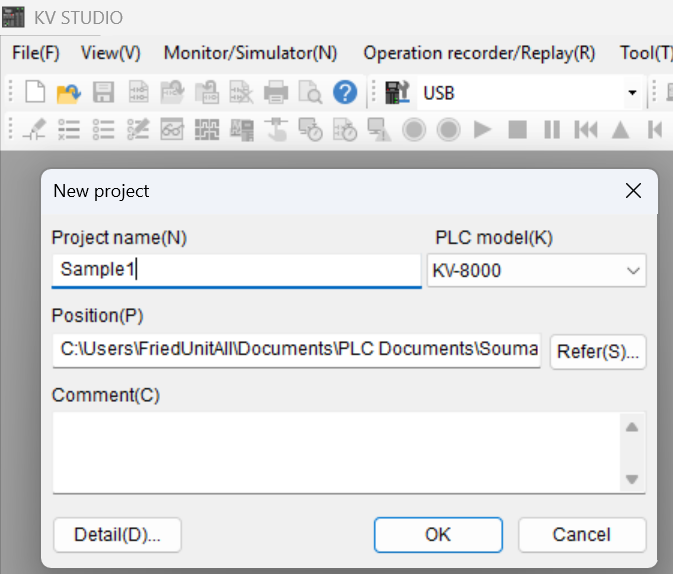 KV STUDIO
File(F) View(V) Monitor/Simulator(N) Operation recorder/Replay(R) Tool(T)
USB
New project
Project name(N) PLC model(K)
Sample1 KV-8000
Position(P)
C:\Users\FriedUnitAll\Documents\PLC Documents\Souma Refer(S)...
Comment(C)
Detail(D)... OK Cancel